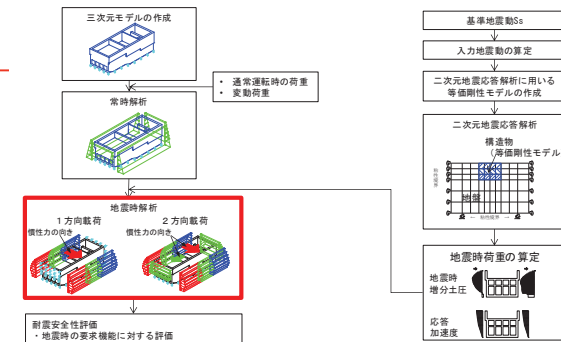 三次元モデルの作成
・ 通常運転時の荷重
・ 変動荷重
常時解析
地震時解析
1方向載荷
慣性力の向き
2方向載荷
慣性力の向き
耐震安全性評価
・地震時の要求機能に対する評価
基準地震動Ss
入力地震動の算定
二次元地震応答解析に用いる
等価剛性モデルの作成
二次元地震応答解析
構造物
(等価剛性モデル
地盤
粘性境界
地震時荷重の算定
地震時
増分土圧
応答
加速度